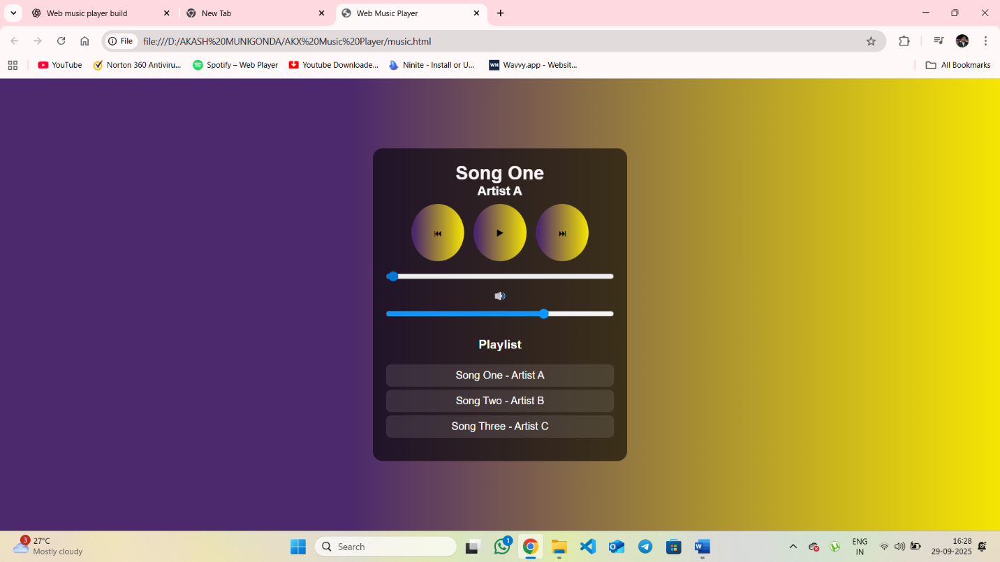 Web music player build
New Tab
Web Music Player
File
file:///D:/AKASH%20MUNIGONDA/AKX%20Music%20Player/music.html
YouTube
Norton 360 Antiviru...
Spotify – Web Player
Youtube Downloade...
Ninite - Install or U...
WH
Wavvy.app - Websit...
All Bookmarks
Song One
Artist A
Playlist
Song One - Artist A
Song Two - Artist B
Song Three - Artist C
3
27°C
Mostly cloudy
Search
1
W
ENG
IN
16:28
29-09-2025